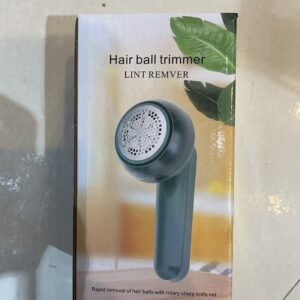 Hair ball trimmer
LINT REMVER
Rapid removal of hair balls with rotary sharp knife net